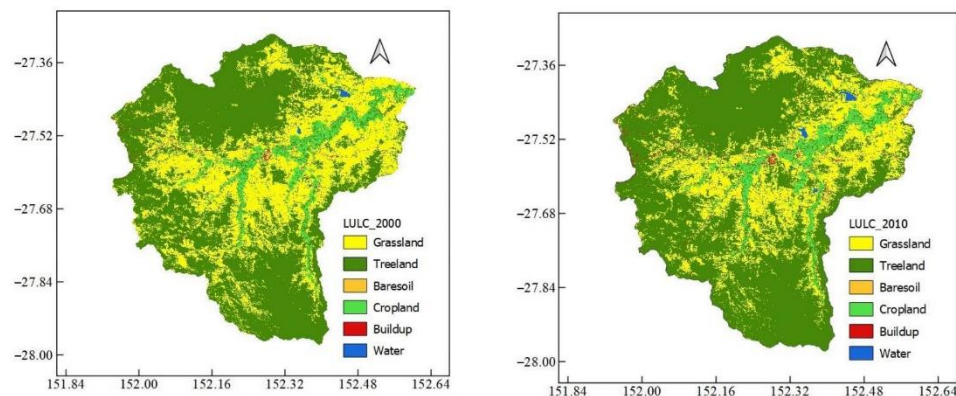 −27.36
−27.52
−27.68
−27.84
−28.00
151.84 152.00 152.16 152.32 152.48 152.64
LULC_2000
Grassland
Treeland
Baresoil
Cropland
Buildup
Water
−27.36
−27.52
−27.68
−27.84
−28.00
151.84 152.00 152.16 152.32 152.48 152.64
LULC_2010
Grassland
Treeland
Baresoil
Cropland
Buildup
Water